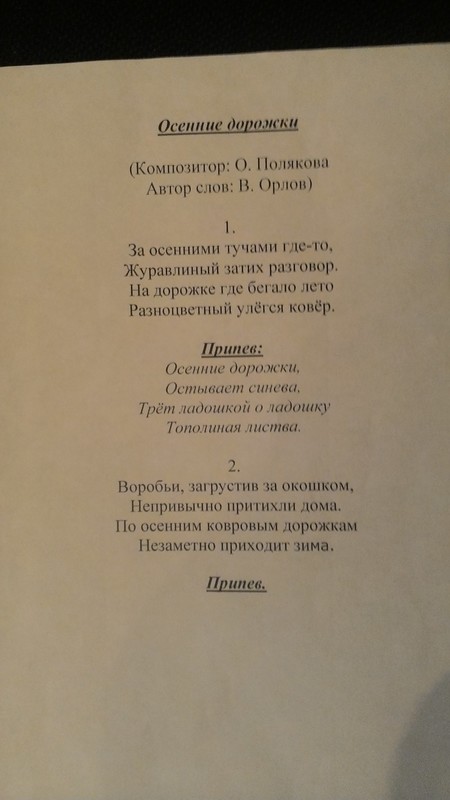 Осенние дорожки
(Композитор: О. Полякова
Автор слов: В. Орлов)
1.
За осенними тучами где-то,
Журавлиный затих разговор.
На дорожке где бегало лето
Разноцветный улёгся ковёр.
Припев:
Осенние дорожки,
Остывает синева,
Трёт ладошкой о ладошку
Тополиная листва.
2.
Воробьи, загрустив за окошком,
Непривычно притихли дома.
По осенним ковровым дорожкам
Незаметно приходит зима.
Припев.